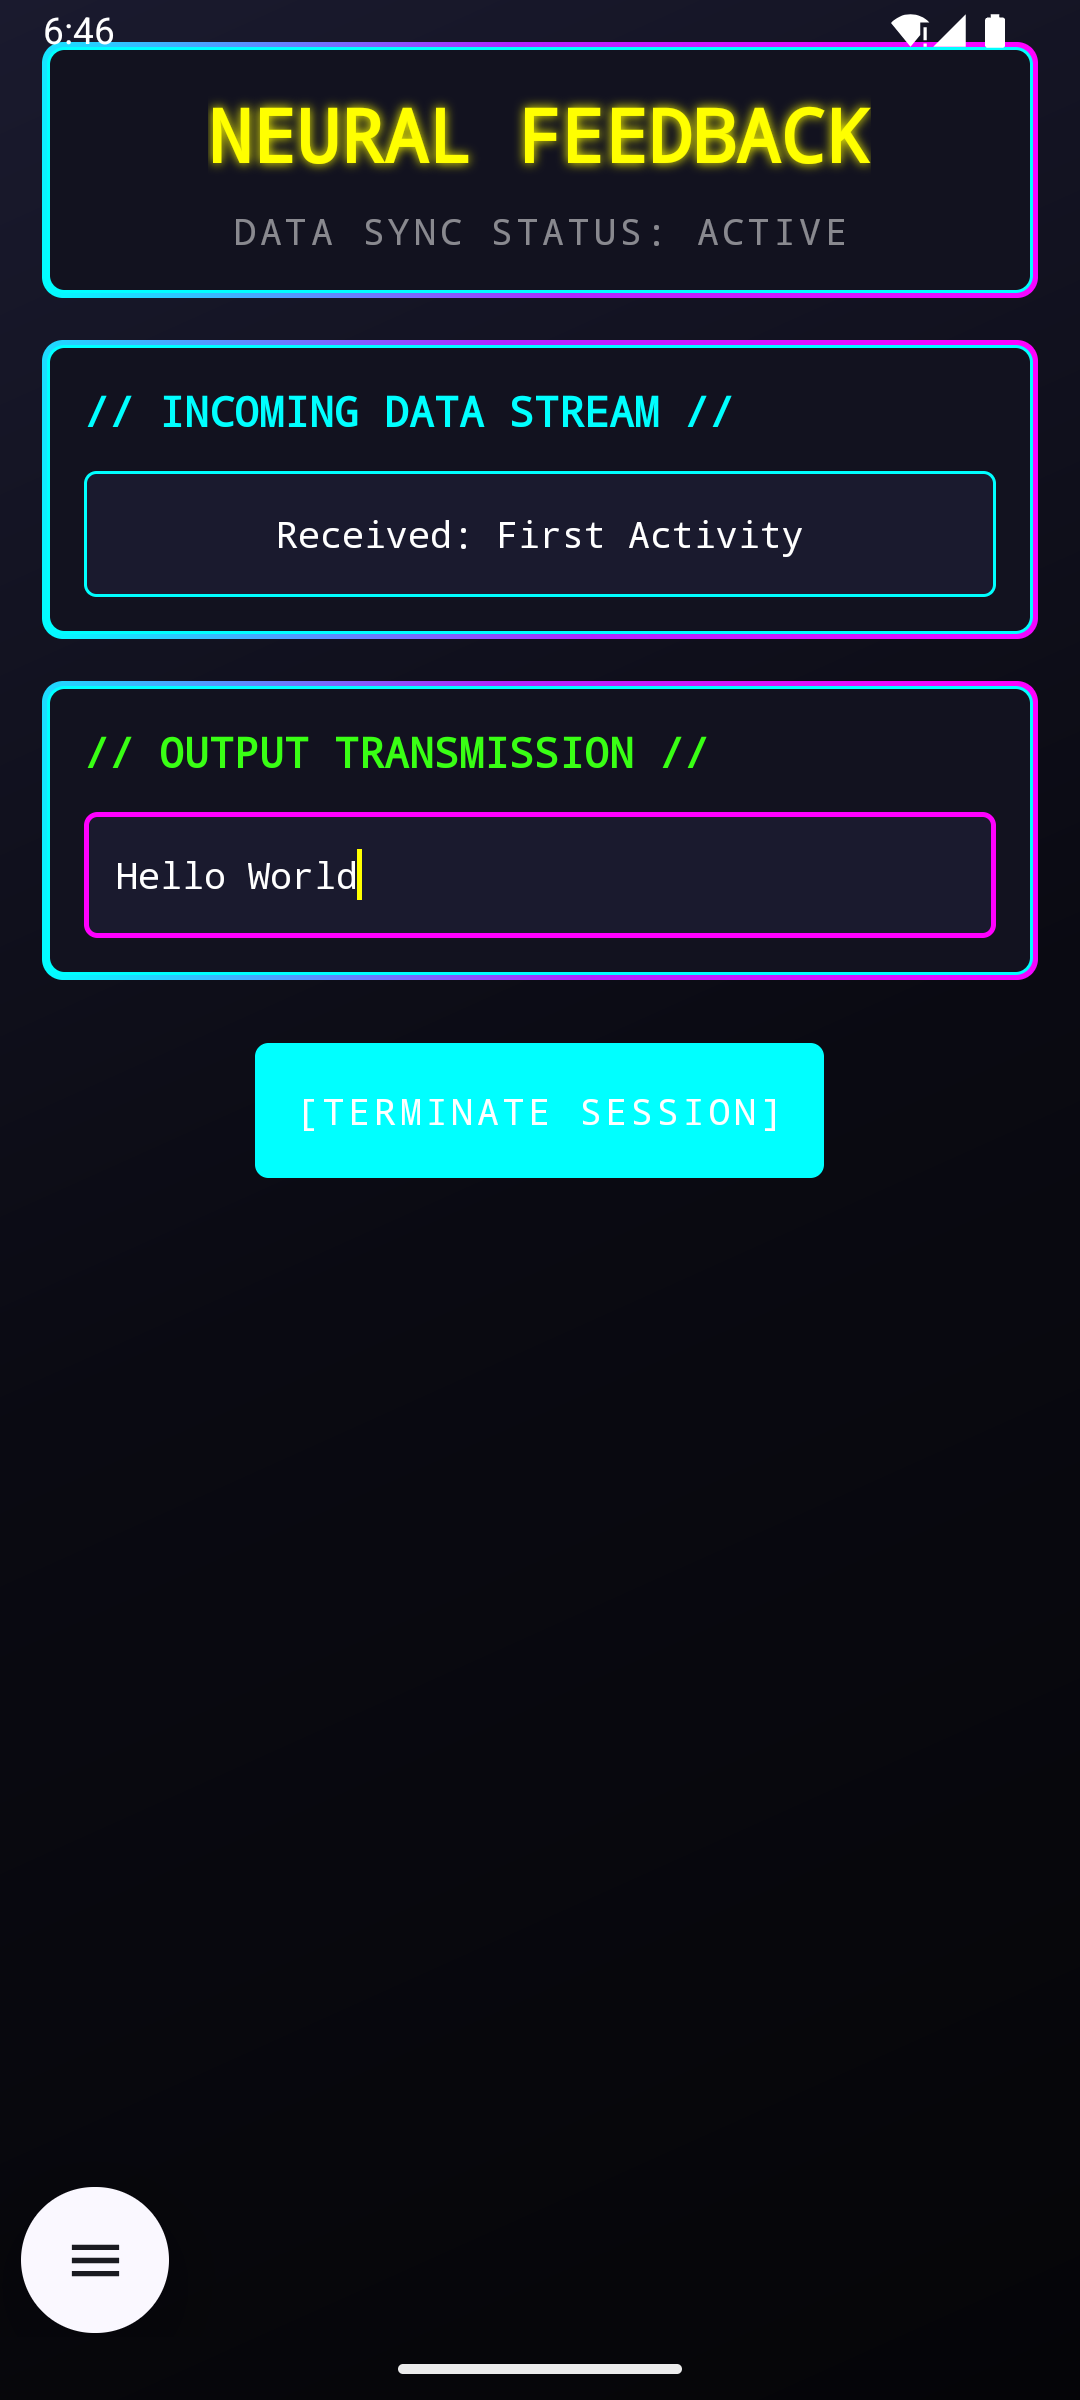 6:46
NEURAL FEEDBACK
DATA SYNC STATUS: ACTIVE
// INCOMING DATA STREAM //
Received: First Activity
// OUTPUT TRANSMISSION //
Hello World
[TERMINATE SESSION]